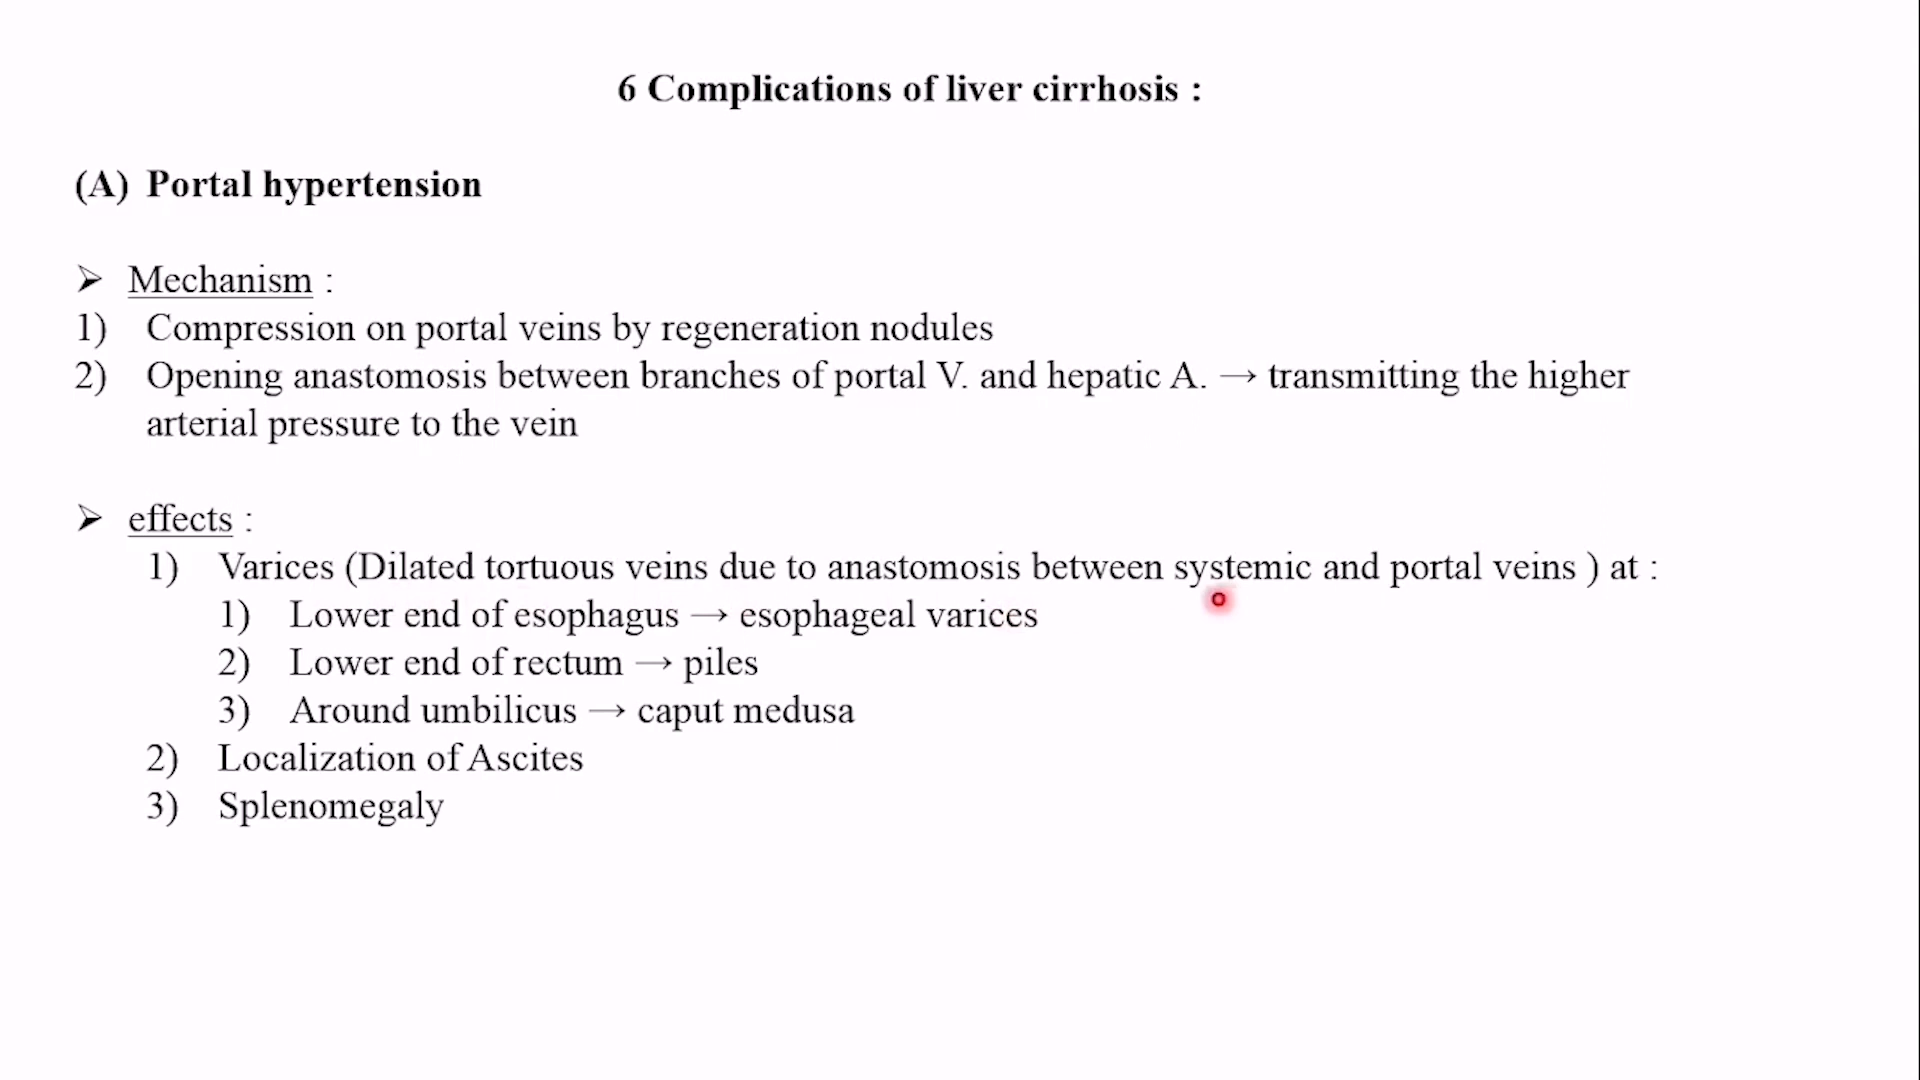 6 Complications of liver cirrhosis :
(A) Portal hypertension
➢ Mechanism :
1) Compression on portal veins by regeneration nodules
2) Opening anastomosis between branches of portal V. and hepatic A. → transmitting the higher
arterial pressure to the vein
➢ effects :
1) Varices (Dilated tortuous veins due to anastomosis between systemic and portal veins ) at :
1) Lower end of esophagus → esophageal varices
2) Lower end of rectum → piles
3) Around umbilicus → caput medusa
2) Localization of Ascites
3) Splenomegaly